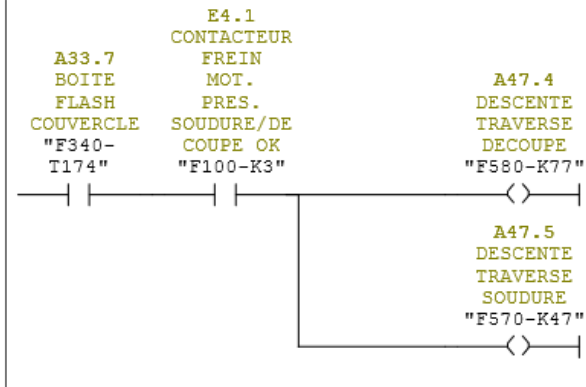 A33.7
BOITE
FLASH
COUVERCLE
"F340-
T174"
E4.1
CONTACTEUR
FREIN
MOT.
PRES.
SOUDURE/DE
COUPE OK
"F100-K3"
A47.4
DESCENTE
TRAVERSE
DECOUPE
"F580-K77"
A47.5
DESCENTE
TRAVERSE
SOUDURE
"F570-K47"